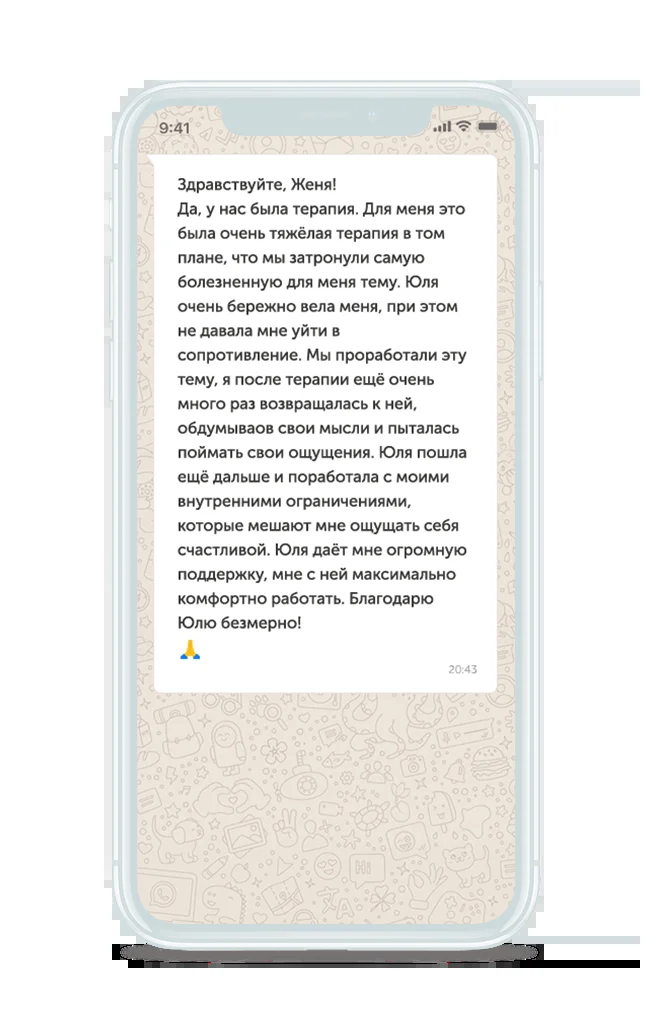 9:41
Здравствуйте, Женя!
Да, у нас была терапия. Для меня это
была очень тяжёлая терапия в том
плане, что мы затронули самую
болезненную для меня тему. Юля
очень бережно вела меня, при этом
не давала мне уйти в
сопротивление. Мы проработали эту
тему, я после терапии ещё очень
много раз возвращалась к ней,
обдумываов свои мысли и пыталась
поймать свои ощущения. Юля пошла
ещё дальше и поработала с моими
внутренними ограничениями,
которые мешают мне ощущать себя
счастливой. Юля даёт мне огромную
поддержку, мне с ней максимально
комфортно работать. Благодарю
Юлю безмерно!
🙏
20:43
Hi